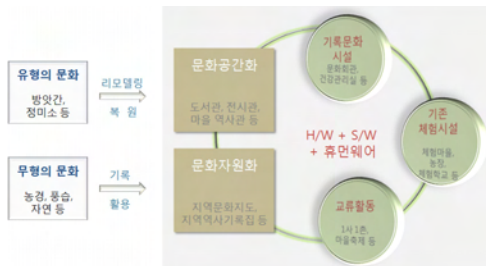 유형의 문화
방앗간,
정미소 등
리모델링
복 원
무형의 문화
농경, 풍습,
자연 등
기록
활용
문화공간화
도서관, 전시관,
마을 역사관 등
문화자원화
지역문화지도,
지역역사기록집 등
H/W + S/W
+ 휴먼웨어
기록문화
시설
문화회관,
건강관리실 등
기존
체험시설
체험마을,
농장,
체험학교 등
교류활동
1사 1촌,
마을축제 등